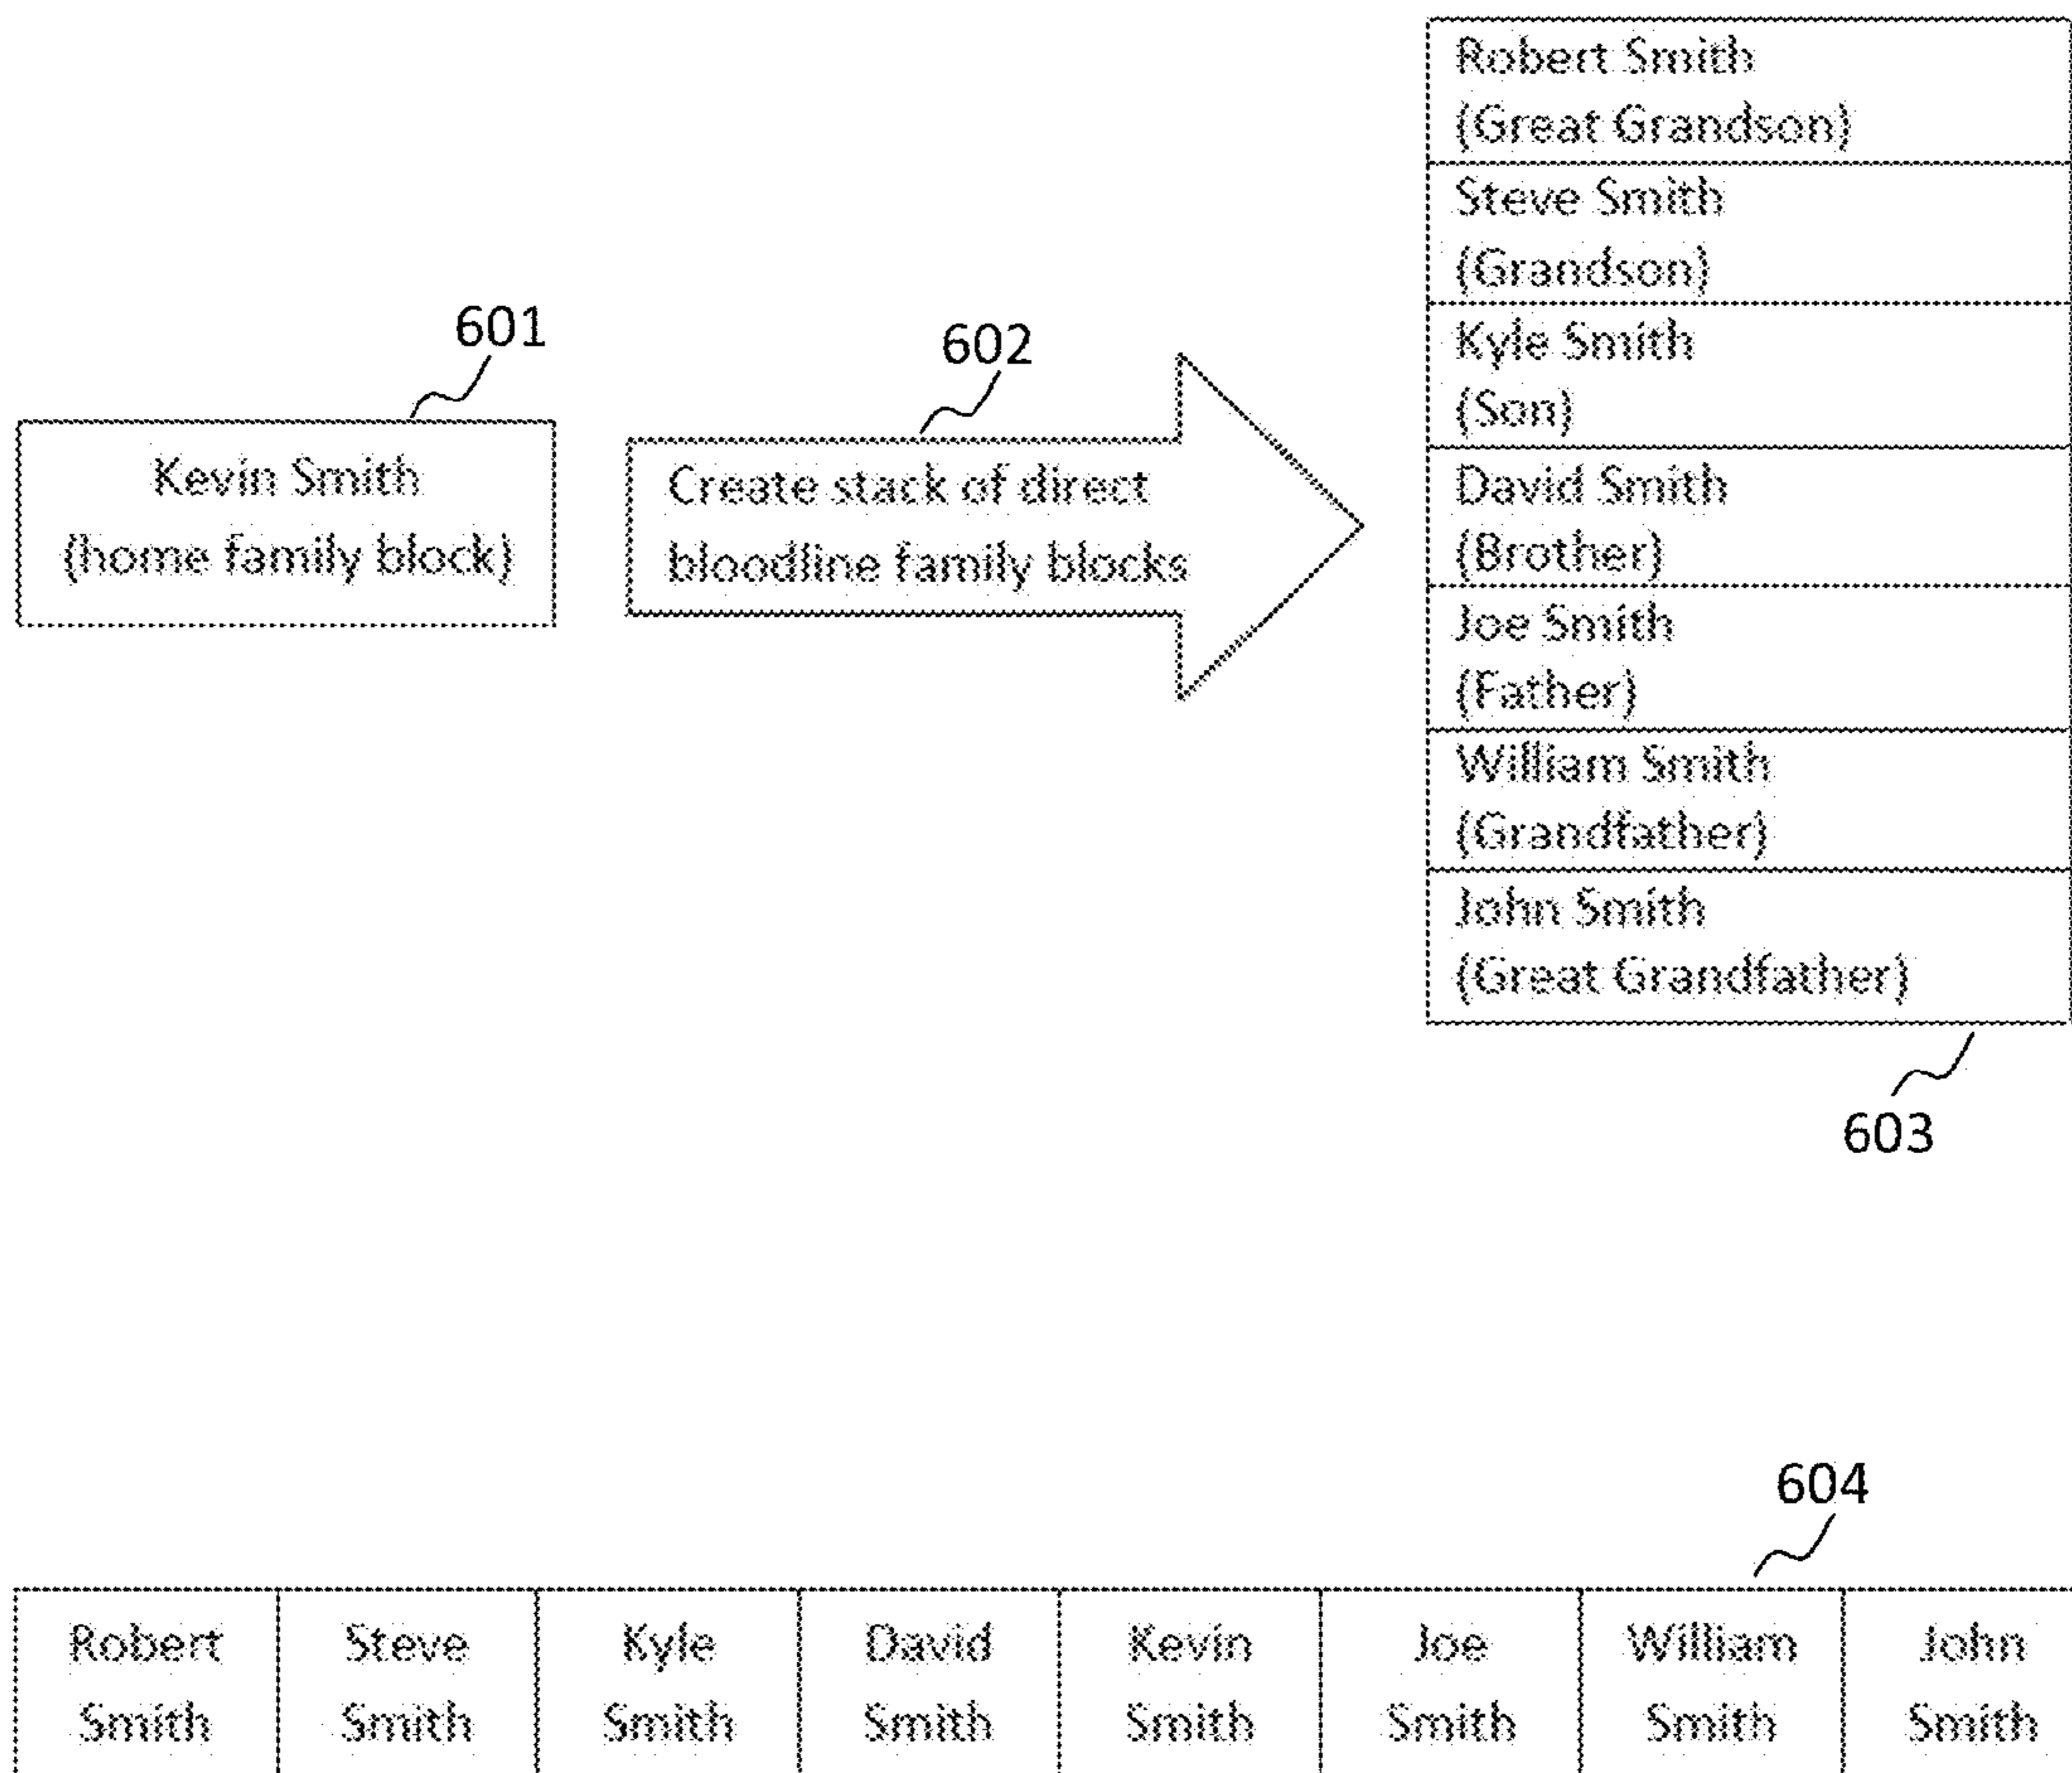 601
Kevin Smith
(home family block)
602
Create stack of direct
bloodline family blocks
Robert Smith
(Great Grandson)
Steve Smith
(Grandson)
Kyle Smith
(Son)
David Smith
(Brother)
Joe Smith
(Father)
William Smith
(Grandfather)
John Smith
(Great Grandfather)
603
604
Robert
Smith
Steve
Smith
Kyle
Smith
David
Smith
Kevin
Smith
Joe
Smith
William
Smith
John
Smith